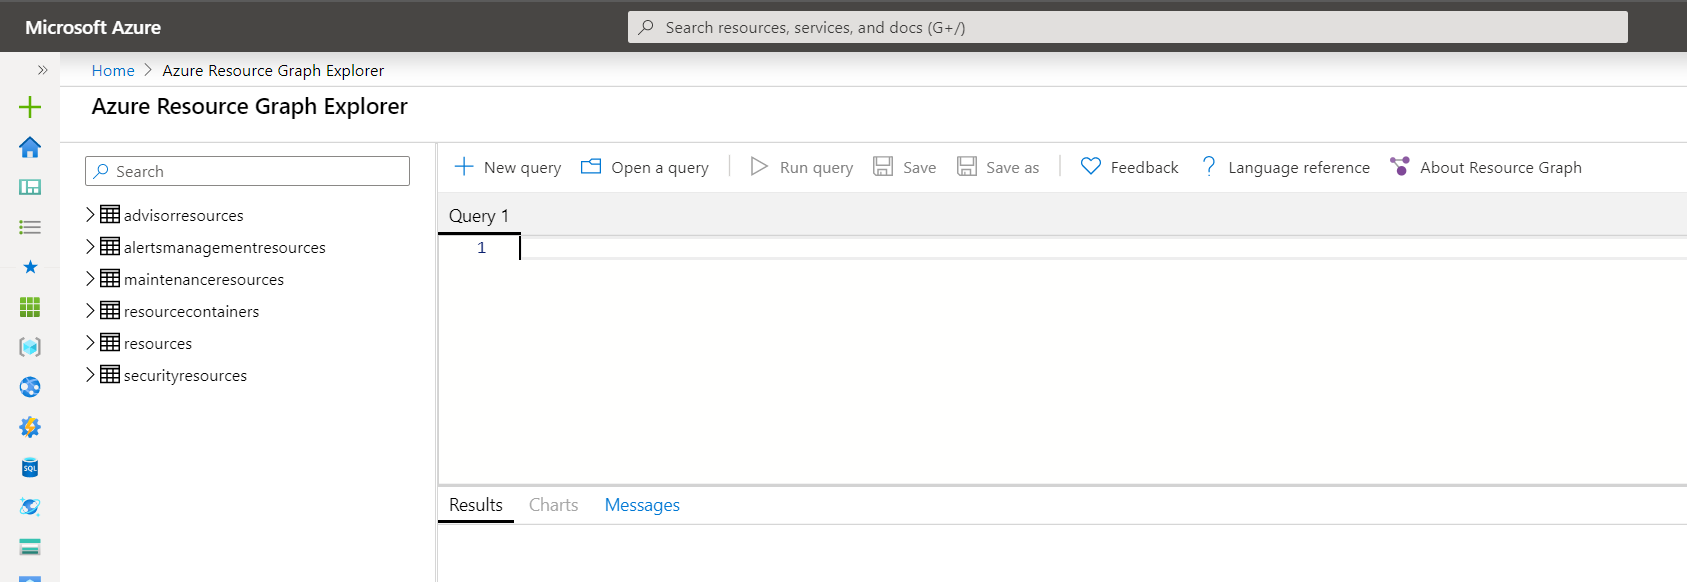 Microsoft Azure
Search resources, services, and docs (G+/)
Home > Azure Resource Graph Explorer
Azure Resource Graph Explorer
Search
advisorresources
alertsmanagementresources
maintenanceresources
resourcecontainers
resources
securityresources
New query Open a query Run query Save Save as Feedback Language reference About Resource Graph
Query 1
1
Results Charts Messages
SQL